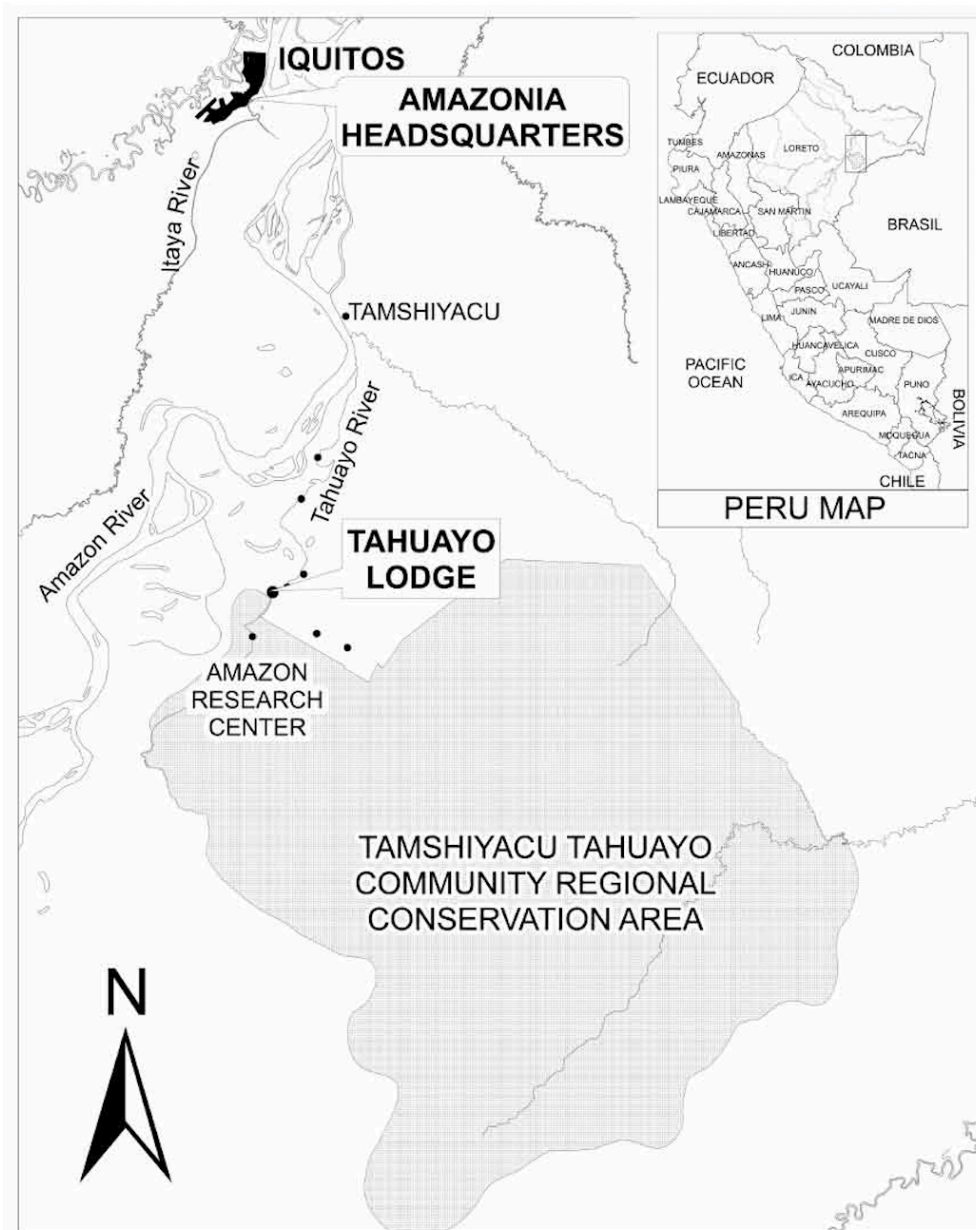 IQUITOS
AMAZONIA
HEADSQUARTERS
Itaya River
TAMSHIYACU
Tahuayo River
Amazon River
TAHUAYO
LODGE
AMAZON
RESEARCH
CENTER
TAMSHIYACU TAHUAYO
COMMUNITY REGIONAL
CONSERVATION AREA
N
COLOMBIA
ECUADOR
TUMBES
AMAZONAS
LORETO
PIURA
LAMBAYEQUE
CAJAMARCA
SAN MARTIN
BRASIL
LIBERTAD
ANCASH
HUANUCO
PASCO
UCAYALI
LIMA
JUNIN
MADRE DE DIOS
HUANCAVELICA
CUSCO
PACIFIC
OCEAN
APURIMAC
ICA
AYACUCHO
PUNO
AREQUIPA
BOLIVIA
MOQUEGUA
TACNA
CHILE
PERU MAP